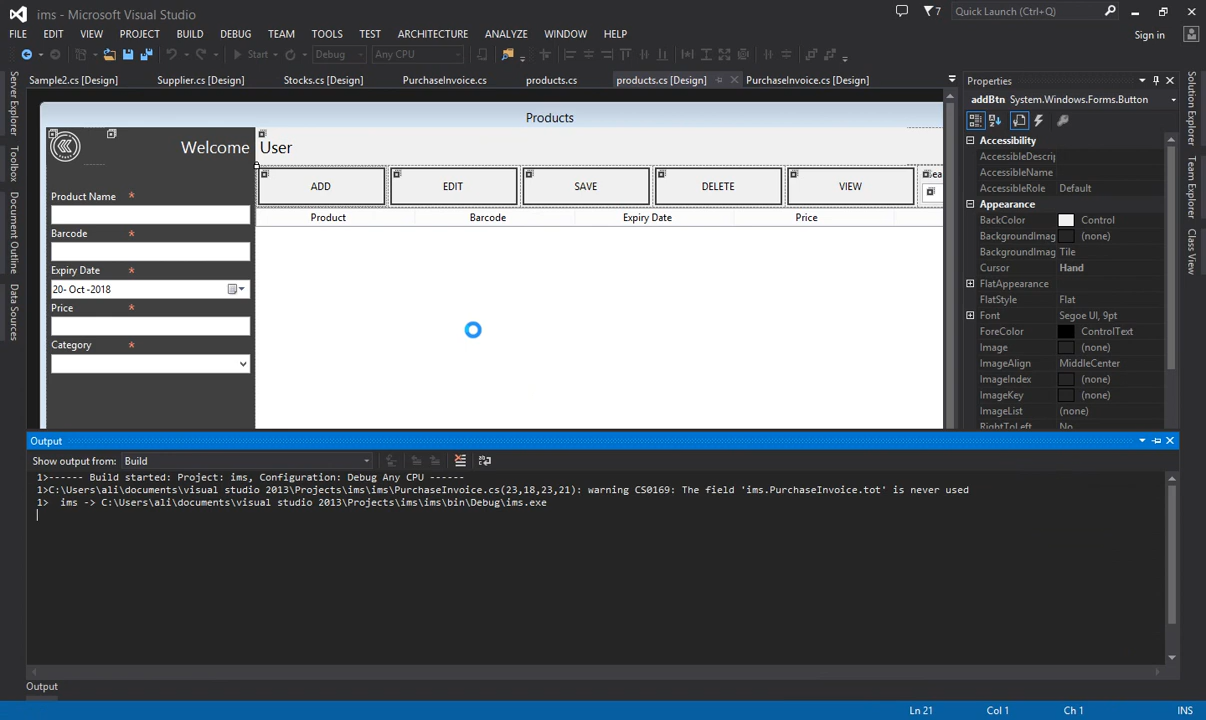 ims - Microsoft Visual Studio
7
Quick Launch (Ctrl+Q)
FILE EDIT VIEW PROJECT BUILD DEBUG TEAM TOOLS TEST ARCHITECTURE ANALYZE WINDOW HELP
Sign in
Start Debug Any CPU
Sample2.cs [Design] Supplier.cs [Design] Stocks.cs [Design] PurchaseInvoice.cs products.cs products.cs [Design] PurchaseInvoice.cs [Design]
Server Explorer
Toolbox
Document Outline
Data Sources
Products
Welcome User
ADD EDIT SAVE DELETE VIEW
Product Barcode Expiry Date Price
Product Name *
Barcode *
Expiry Date *
20- Oct -2018
Price *
Category *
Properties
addBtn System.Windows.Forms.Button
Accessibility
AccessibleDescrip
AccessibleName
AccessibleRole Default
Appearance
BackColor Control
BackgroundImag (none)
BackgroundImag Tile
Cursor Hand
FlatAppearance
FlatStyle Flat
Font Segoe UI, 9pt
ForeColor ControlText
Image (none)
ImageAlign MiddleCenter
ImageIndex (none)
ImageKey (none)
ImageList (none)
RightToLeft No
Solution Explorer
Team Explorer
Class View
Output
Show output from: Build
1>------ Build started: Project: ims, Configuration: Debug Any CPU ------
1>C:\Users\ali\documents\visual studio 2013\Projects\ims\ims\PurchaseInvoice.cs(23,18,23,21): warning CS0169: The field 'ims.PurchaseInvoice.tot' is never used
1> ims -> C:\Users\ali\documents\visual studio 2013\Projects\ims\ims\bin\Debug\ims.exe
Output
Ln 21 Col 1 Ch 1 INS